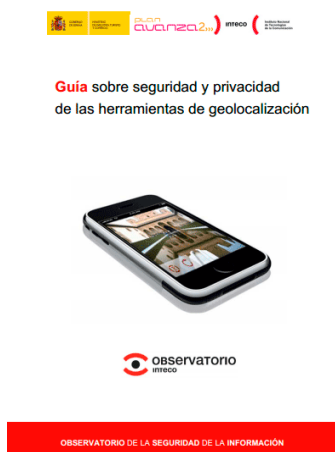 PLAN
avanza2
inteco
Guía sobre seguridad y privacidad
de las herramientas de geolocalización
OBSERVATORIO
inteco
OBSERVATORIO DE LA SEGURIDAD DE LA INFORMACIÓN